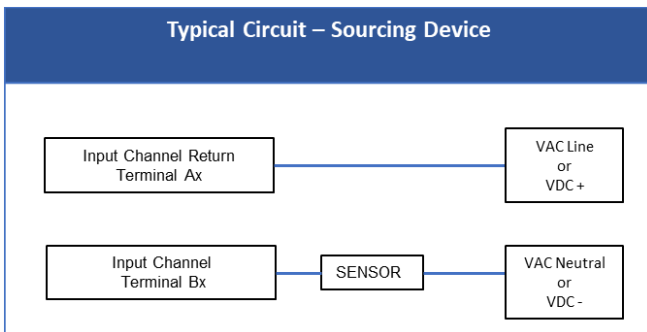 Typical Circuit – Sourcing Device
Input Channel Return
Terminal Ax
VAC Line
or
VDC +
Input Channel
Terminal Bx
SENSOR
VAC Neutral
or
VDC -